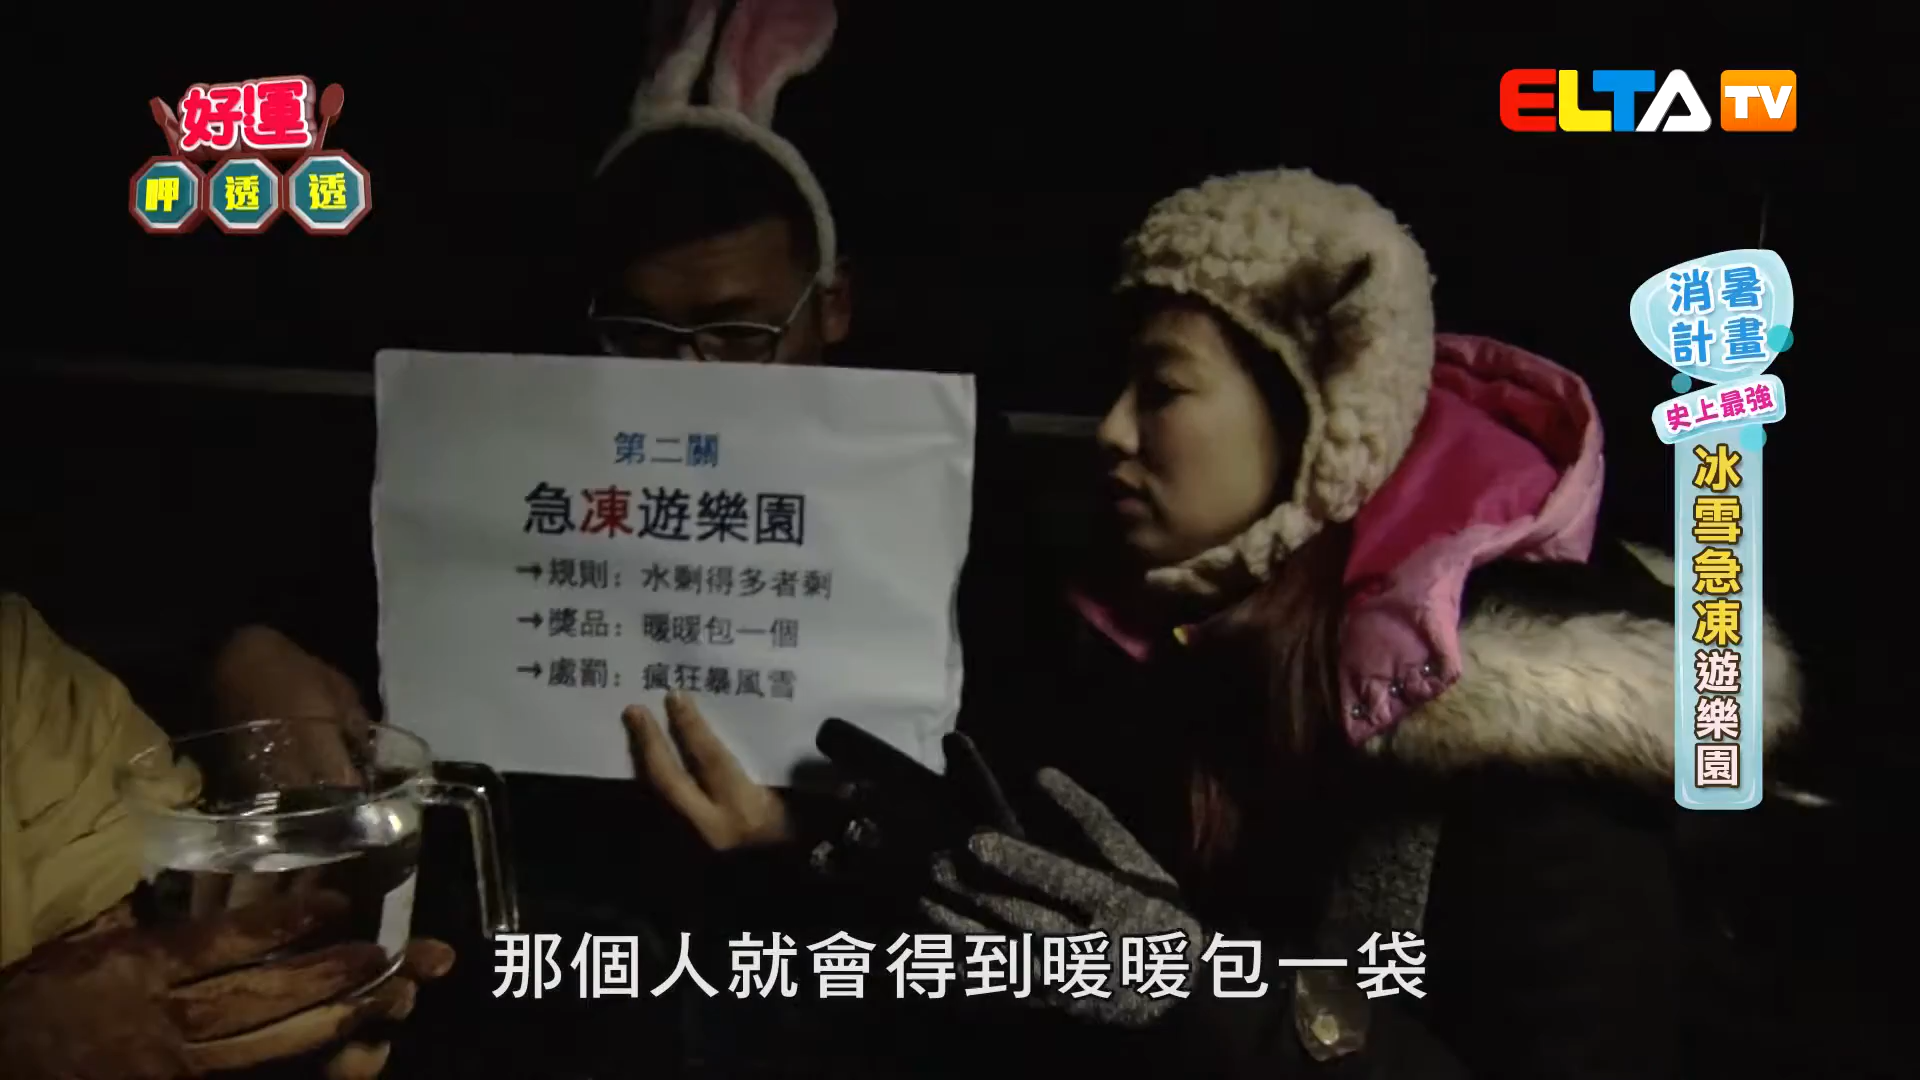 好運
呷透透
ELTA TV
消暑
計畫
史上最強
冰雪急凍遊樂園
第二關
急凍遊樂園
→規則：水剩得多者剩
→獎品：暖暖包一個
→處罰：瘋狂暴風雪
那個人就會得到暖暖包一袋